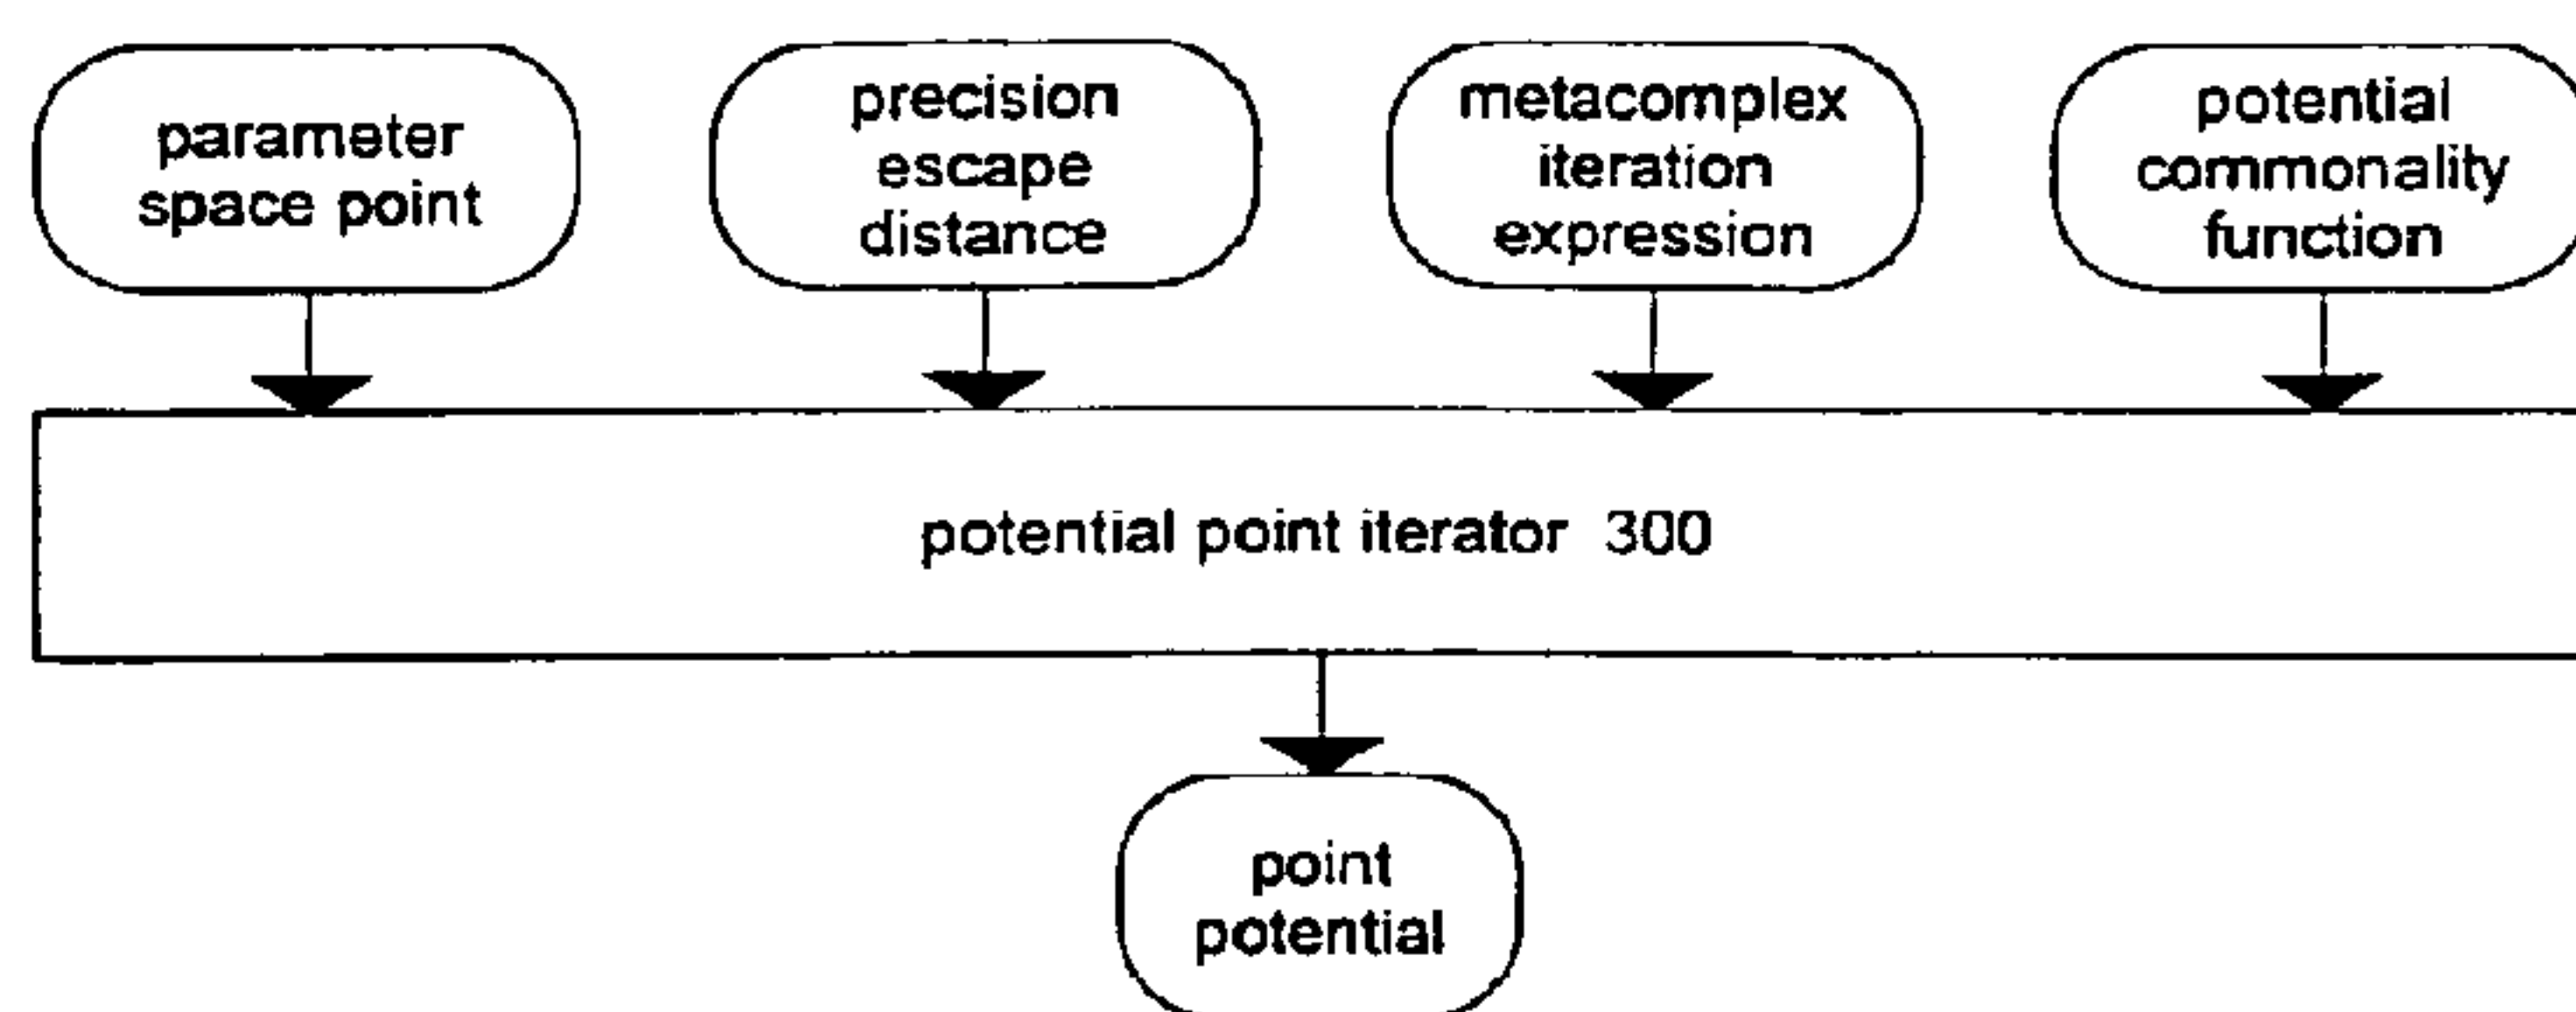 parameter
space point
precision
escape
distance
metacomplex
iteration
expression
potential
commonality
function
potential point iterator 300
point
potential